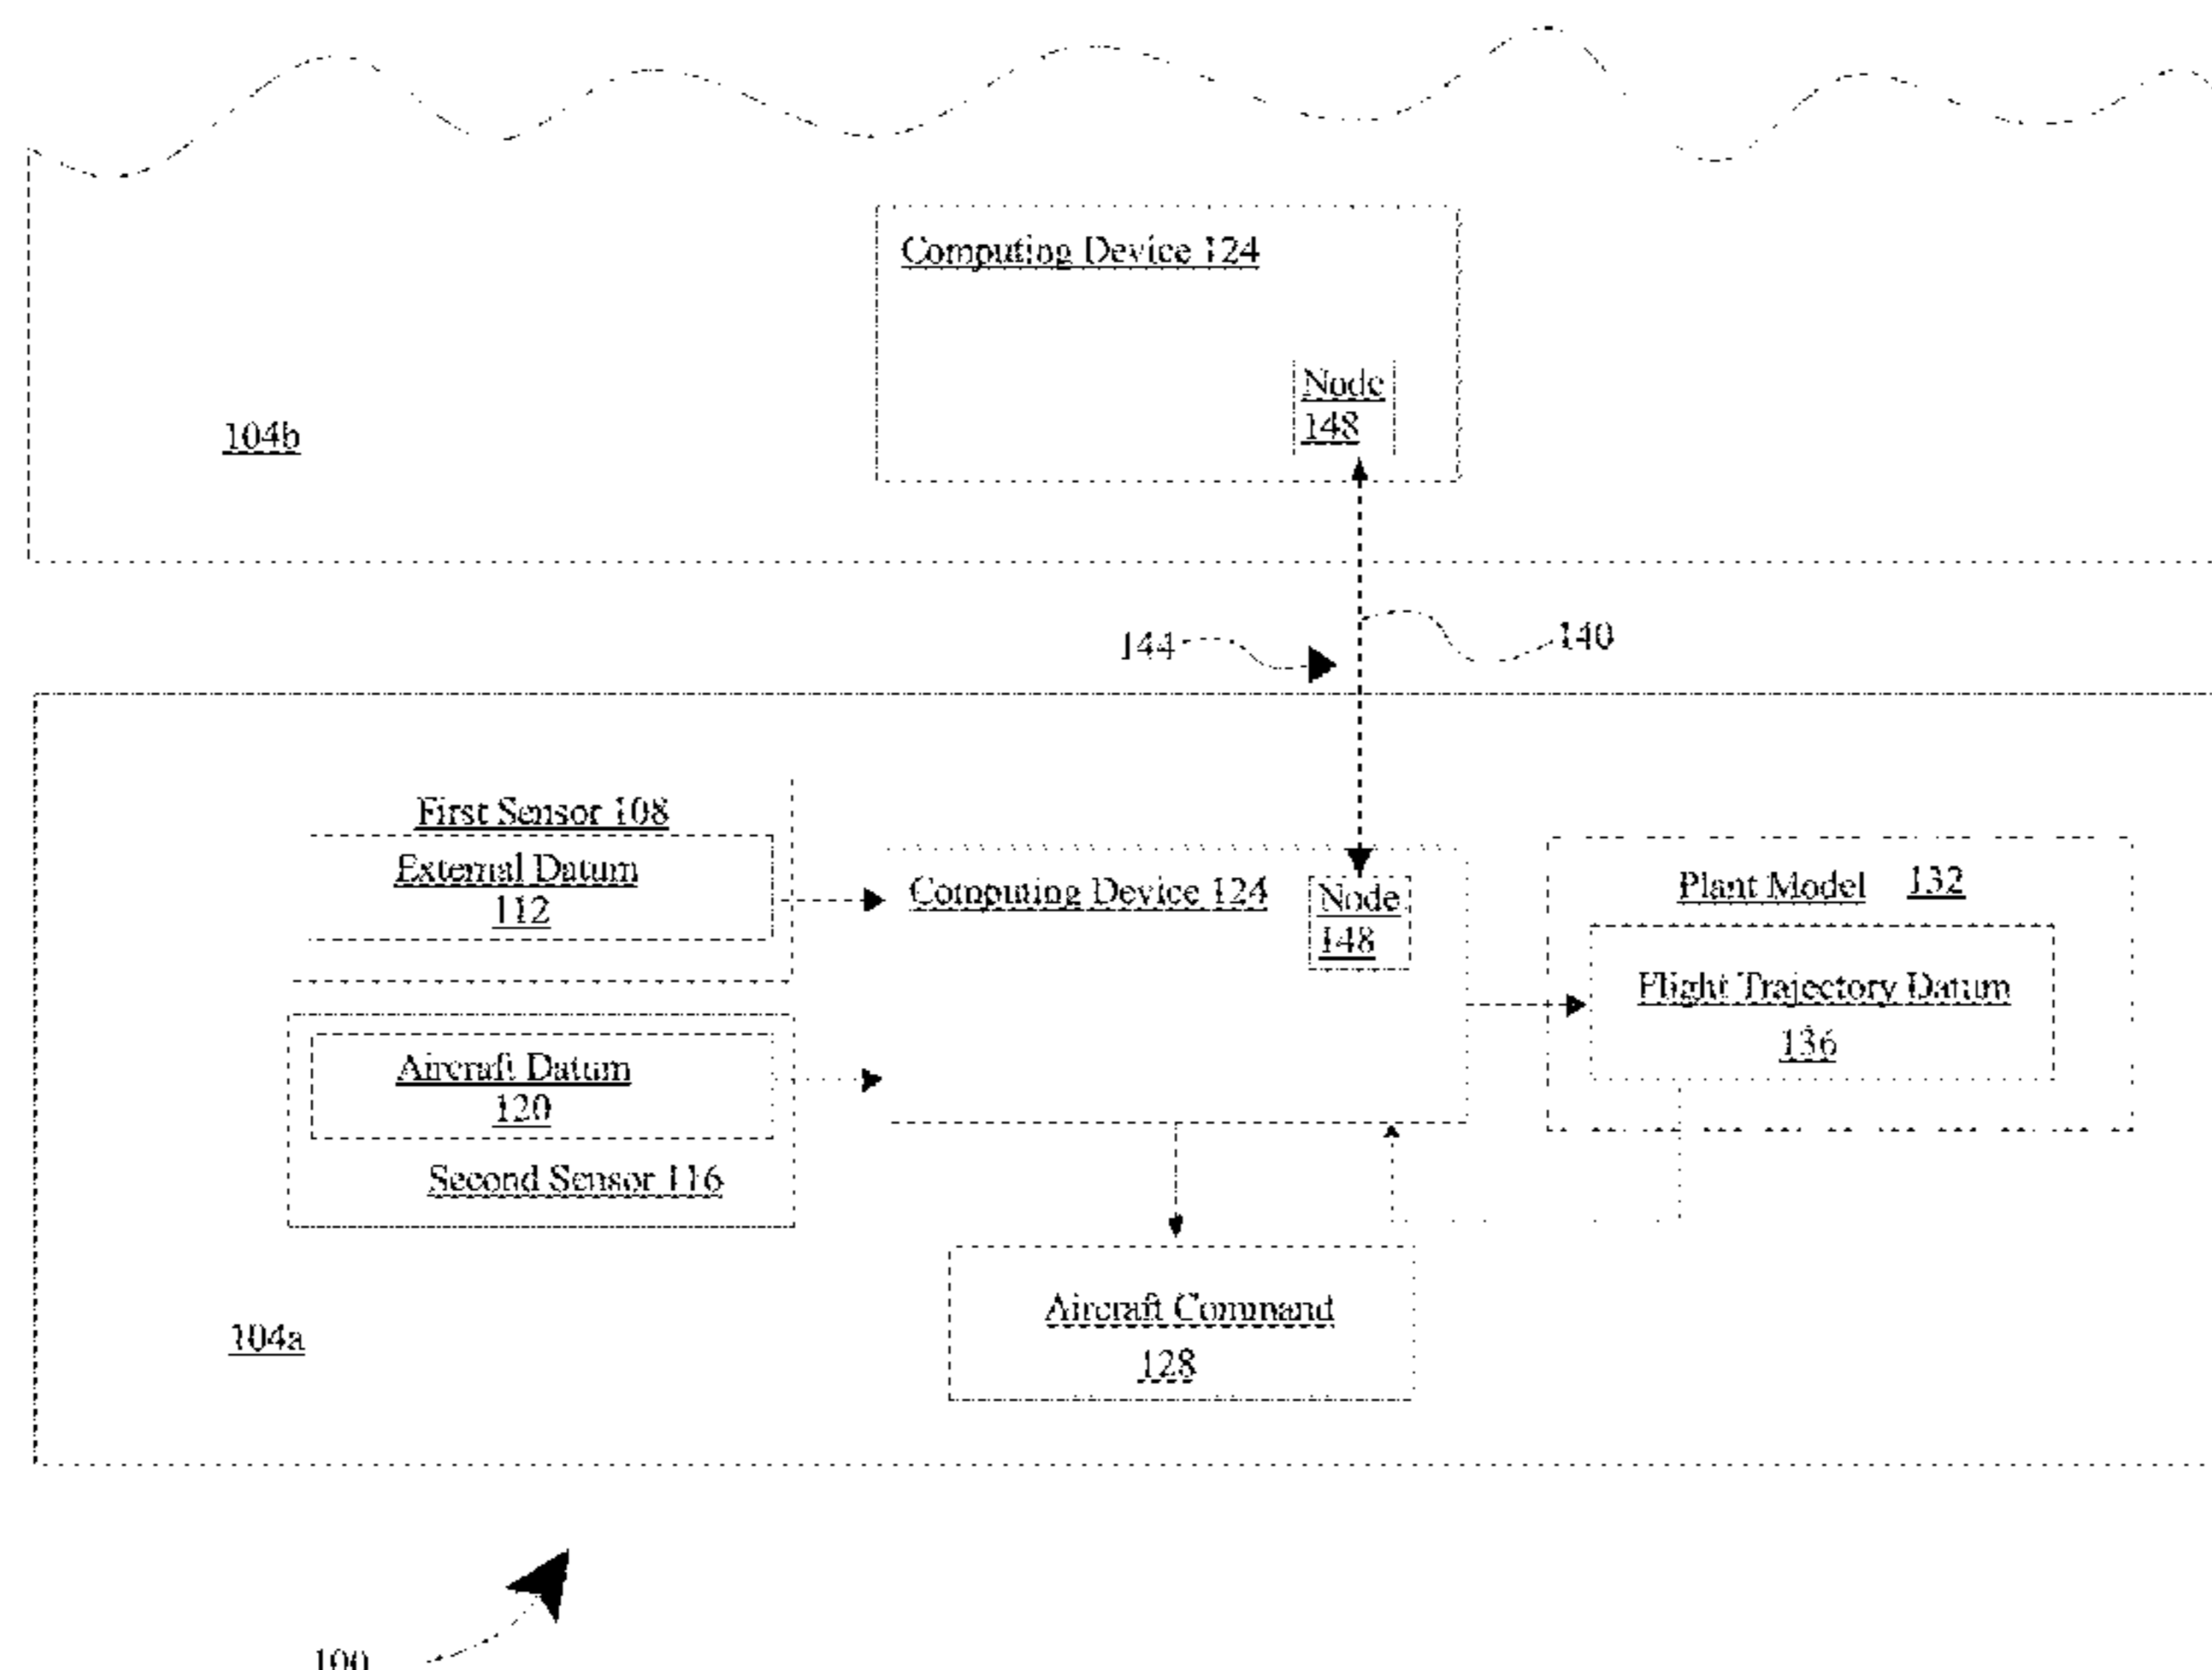 Computing Device 124
Node
148
104b
144
140
First Sensor 108
External Datum
112
Computing Device 124
Node
148
Plant Model 132
Flight Trajectory Datum
136
Aircraft Datum
120
Second Sensor 116
Aircraft Command
128
104a
100